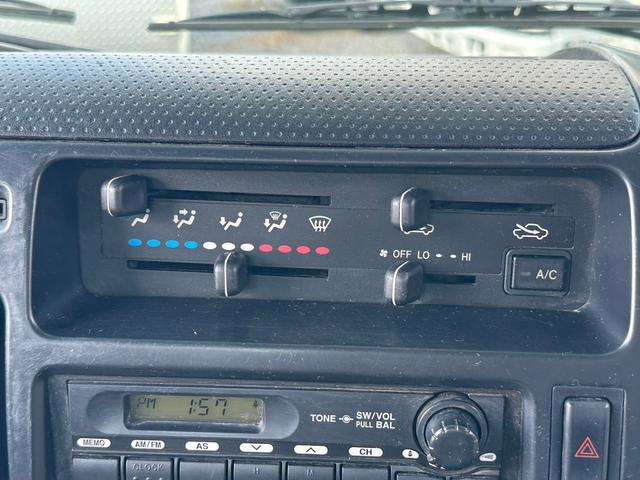 OFF LO HI
A/C
PM 1:57
TONE SW/VOL
PULL BAL
MEMO AM/FM AS CH
CLOCK H M